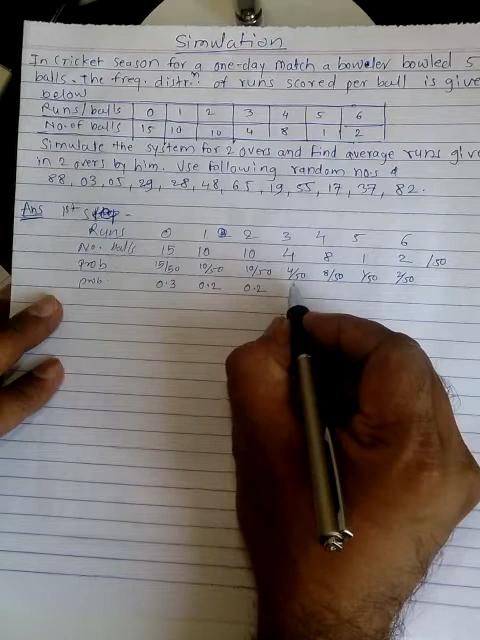 Simulation
In cricket season for a one-day match a bowler bowled 5
balls. The freq. distrn of runs scored per ball is give
below
Runs/balls 0 1 2 3 4 5 6
No. of balls 15 10 10 4 8 1 2
Simulate the system for 2 overs and find average runs give
in 2 overs by him. Use following random no.s
88, 03, 05, 29, 28, 48, 65, 19, 55, 17, 37, 82.
Ans 1st step -
Runs 0 1 2 3 4 5 6
No. balls 15 10 10 4 8 1 2 /50
prob 15/50 10/50 10/50 4/50 8/50 1/50 2/50
prob 0.3 0.2 0.2